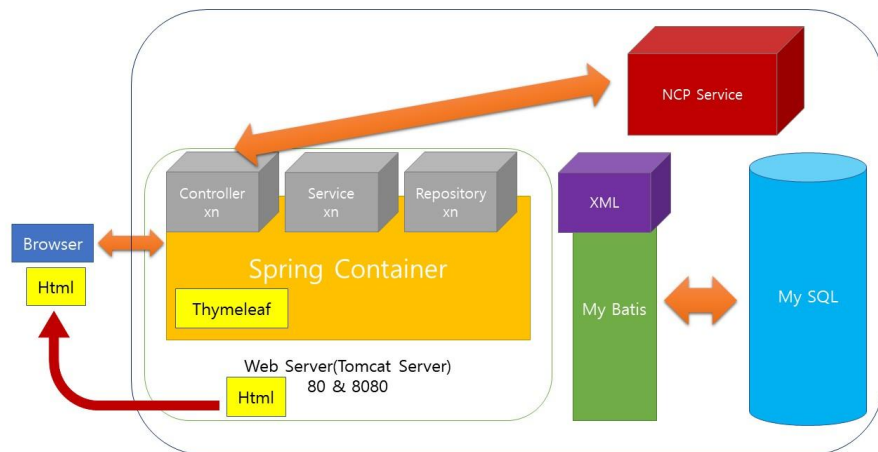 NCP Service
Controller
xn
Service
xn
Repository
xn
XML
Browser
Html
Spring Container
Thymeleaf
My Batis
My SQL
Web Server(Tomcat Server)
80 & 8080
Html